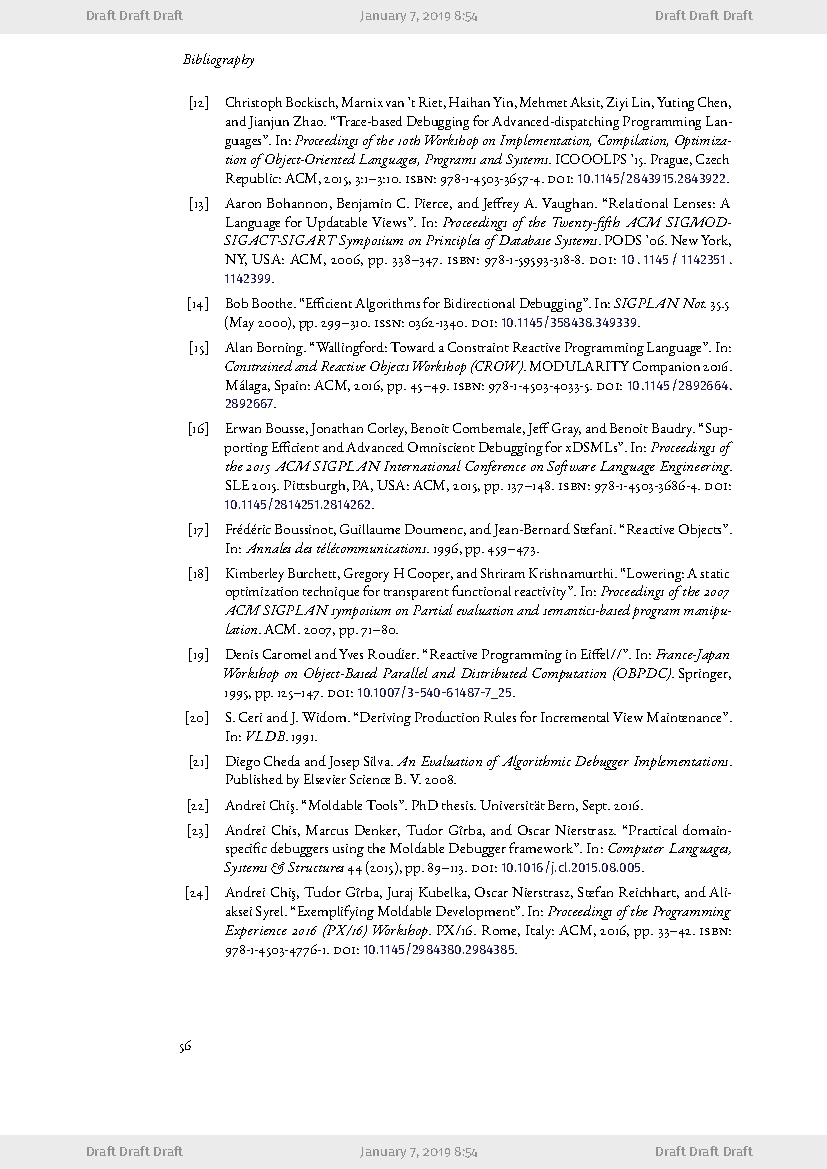 Draft Draft Draft January 7, 2019 8:54 Draft Draft Draft
Bibliography
[12] Christoph Bockisch, Marnix van 't Riet, Haihan Yin, Mehmet Aksit, Ziyi Lin, Yuting Chen,
and Jianjun Zhao. “Trace-based Debugging for Advanced-dispatching Programming Lan-
guages”. In: Proceedings of the 10th Workshop on Implementation, Compilation, Optimiza-
tion of Object-Oriented Languages, Programs and Systems. ICOOOLPS ’15. Prague, Czech
Republic: ACM, 2015, 3:1–3:10. ISBN: 978-1-4503-3657-4. DOI: 10.1145/2843915.2843922.
[13] Aaron Bohannon, Benjamin C. Pierce, and Jeffrey A. Vaughan. “Relational Lenses: A
Language for Updatable Views”. In: Proceedings of the Twenty-fifth ACM SIGMOD-
SIGACT-SIGART Symposium on Principles of Database Systems. PODS ’06. New York,
NY, USA: ACM, 2006, pp. 338–347. ISBN: 978-1-59593-318-8. DOI: 10.1145/1142351.
1142399.
[14] Bob Boothe. “Efficient Algorithms for Bidirectional Debugging”. In: SIGPLAN Not. 35.5
(May 2000), pp. 299–310. ISSN: 0362-1340. DOI: 10.1145/358438.349339.
[15] Alan Borning. “Wallingford: Toward a Constraint Reactive Programming Language”. In:
Constrained and Reactive Objects Workshop (CROW). MODULARITY Companion 2016.
Málaga, Spain: ACM, 2016, pp. 45–49. ISBN: 978-1-4503-4033-5. DOI: 10.1145/2892664.
2892667.
[16] Erwan Bousse, Jonathan Corley, Benoit Combemale, Jeff Gray, and Benoit Baudry. “Sup-
porting Efficient and Advanced Omniscient Debugging for xDSMLs”. In: Proceedings of
the 2015 ACM SIGPLAN International Conference on Software Language Engineering.
SLE 2015. Pittsburgh, PA, USA: ACM, 2015, pp. 137–148. ISBN: 978-1-4503-3686-4. DOI:
10.1145/2814251.2814262.
[17] Frédéric Boussinot, Guillaume Doumenc, and Jean-Bernard Stefani. “Reactive Objects”.
In: Annales des télécommunications. 1996, pp. 459–473.
[18] Kimberley Burchett, Gregory H Cooper, and Shriram Krishnamurthi. “Lowering: A static
optimization technique for transparent functional reactivity”. In: Proceedings of the 2007
ACM SIGPLAN symposium on Partial evaluation and semantics-based program manipu-
lation. ACM. 2007, pp. 71–80.
[19] Denis Caromel and Yves Roudier. “Reactive Programming in Eiffel//”. In: France-Japan
Workshop on Object-Based Parallel and Distributed Computation (OBPDC). Springer,
1995, pp. 125–147. DOI: 10.1007/3-540-61487-7_25.
[20] S. Ceri and J. Widom. “Deriving Production Rules for Incremental View Maintenance”.
In: VLDB. 1991.
[21] Diego Cheda and Josep Silva. An Evaluation of Algorithmic Debugger Implementations.
Published by Elsevier Science B. V. 2008.
[22] Andrei Chiş. “Moldable Tools”. PhD thesis. Universität Bern, Sept. 2016.
[23] Andrei Chis, Marcus Denker, Tudor Gîrba, and Oscar Nierstrasz. “Practical domain-
specific debuggers using the Moldable Debugger framework”. In: Computer Languages,
Systems & Structures 44 (2015), pp. 89–113. DOI: 10.1016/j.cl.2015.08.005.
[24] Andrei Chiş, Tudor Gîrba, Juraj Kubelka, Oscar Nierstrasz, Stefan Reichhart, and Ali-
aksei Syrel. “Exemplifying Moldable Development”. In: Proceedings of the Programming
Experience 2016 (PX/16) Workshop. PX/16. Rome, Italy: ACM, 2016, pp. 33–42. ISBN:
978-1-4503-4776-1. DOI: 10.1145/2984380.2984385.
56
Draft Draft Draft January 7, 2019 8:54 Draft Draft Draft